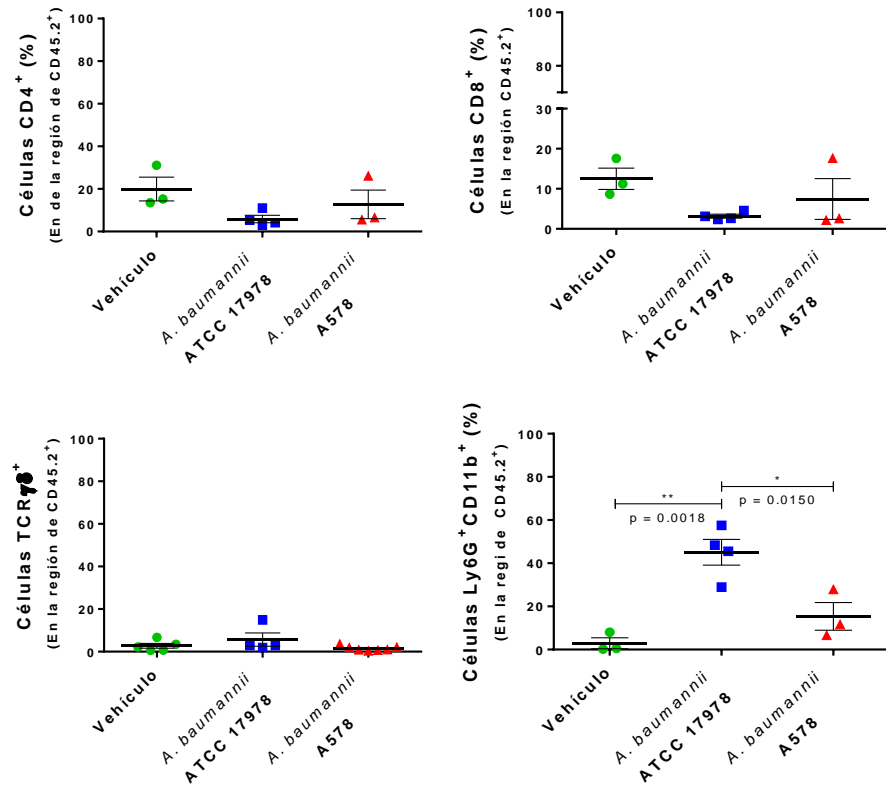 Células CD4⁺ (%)
(En de la región de CD45.2⁺)
100
80
60
40
20
0
Vehículo
A. baumannii
ATCC 17978
A. baumannii
A578
Células CD8⁺ (%)
(En la región CD45.2⁺)
100
80
30
20
10
0
Vehículo
A. baumannii
ATCC 17978
A. baumannii
A578
Células TCRγδ⁺
(En la región de CD45.2⁺)
100
80
60
40
20
0
Vehículo
A. baumannii
ATCC 17978
A. baumannii
A578
Células Ly6G⁺CD11b⁺ (%)
(En la regi de CD45.2⁺)
100
80
60
40
20
0
**
p = 0.0018
*
p = 0.0150
Vehículo
A. baumannii
ATCC 17978
A. baumannii
A578